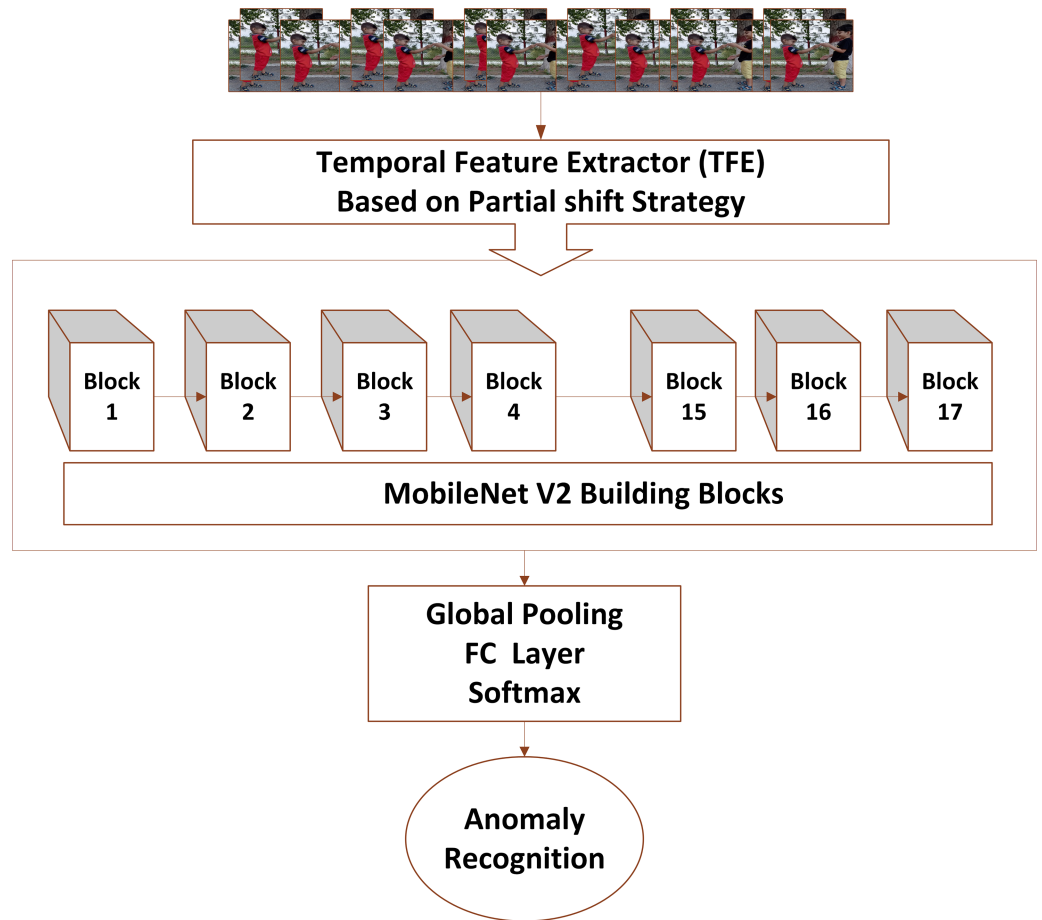 Temporal Feature Extractor (TFE)
Based on Partial shift Strategy
Block
1
Block
2
Block
3
Block
4
Block
15
Block
16
Block
17
MobileNet V2 Building Blocks
Global Pooling
FC Layer
Softmax
Anomaly
Recognition